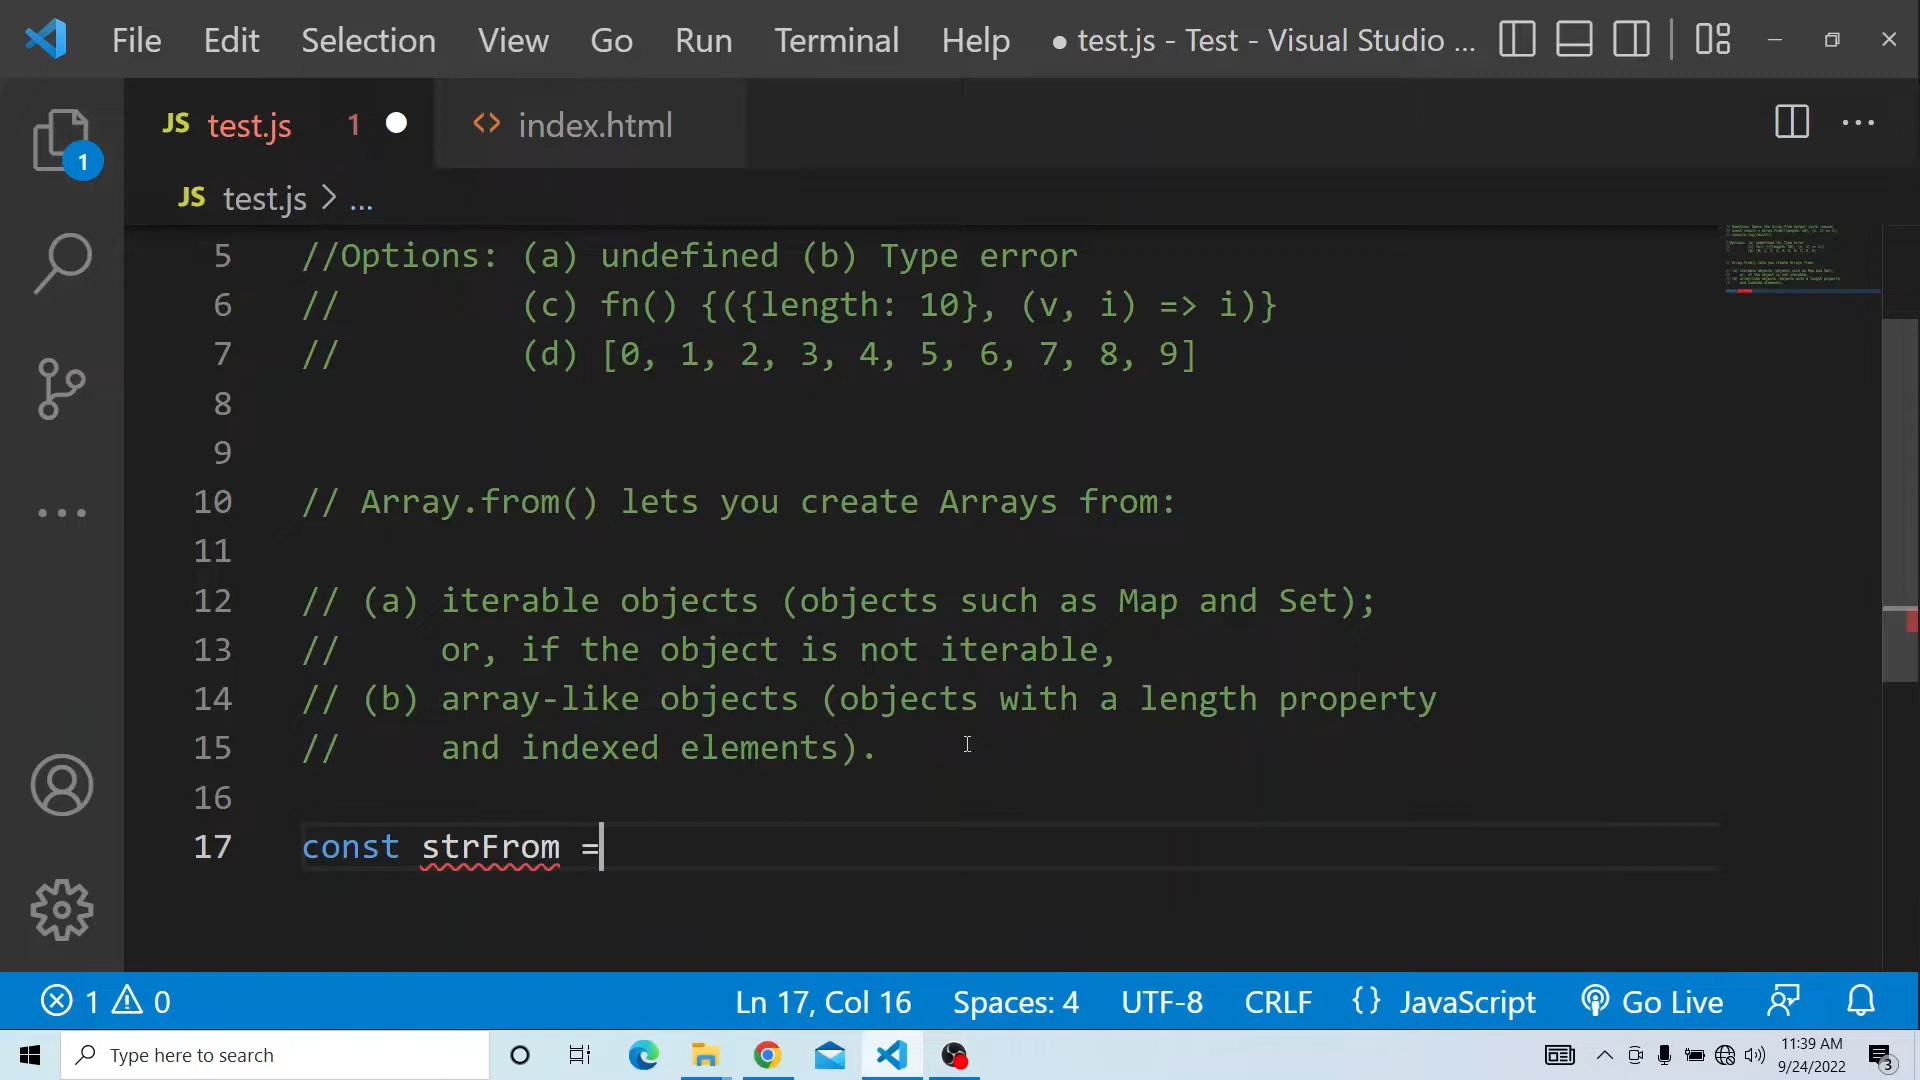 File Edit Selection View Go Run Terminal Help ● test.js - Test - Visual Studio ...
JS test.js 1 ● <> index.html ...
1
JS test.js > ...
5 //Options: (a) undefined (b) Type error
6 // (c) fn() {({length: 10}, (v, i) => i)}
7 // (d) [0, 1, 2, 3, 4, 5, 6, 7, 8, 9]
8
9
10 // Array.from() lets you create Arrays from:
11
12 // (a) iterable objects (objects such as Map and Set);
13 // or, if the object is not iterable,
14 // (b) array-like objects (objects with a length property
15 // and indexed elements).
16
17 const strFrom =
1 0 Ln 17, Col 16 Spaces: 4 UTF-8 CRLF {} JavaScript Go Live
Type here to search 11:39 AM
9/24/2022 3